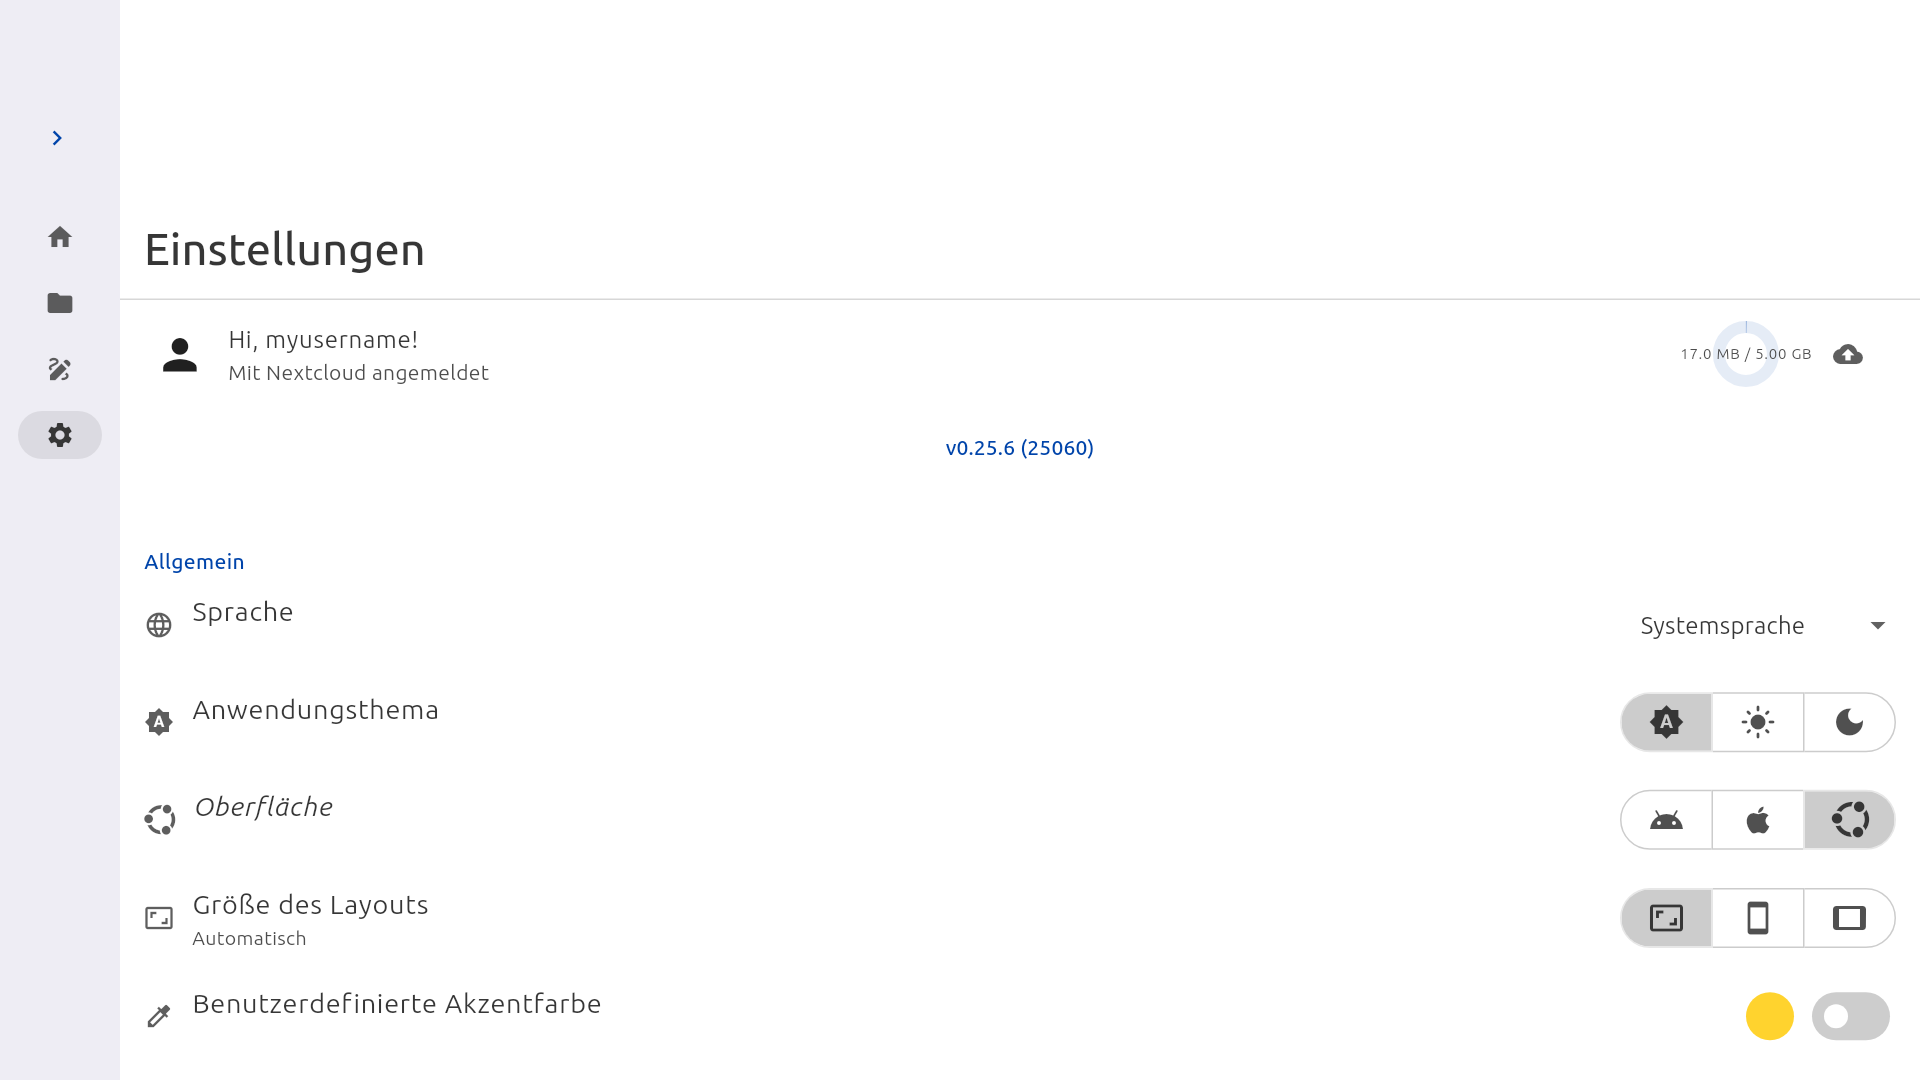 Einstellungen
Hi, myusername!
Mit Nextcloud angemeldet
17.0 MB / 5.00 GB
v0.25.6 (25060)
Allgemein
Sprache
Systemsprache
Anwendungsthema
Oberfläche
Größe des Layouts
Automatisch
Benutzerdefinierte Akzentfarbe